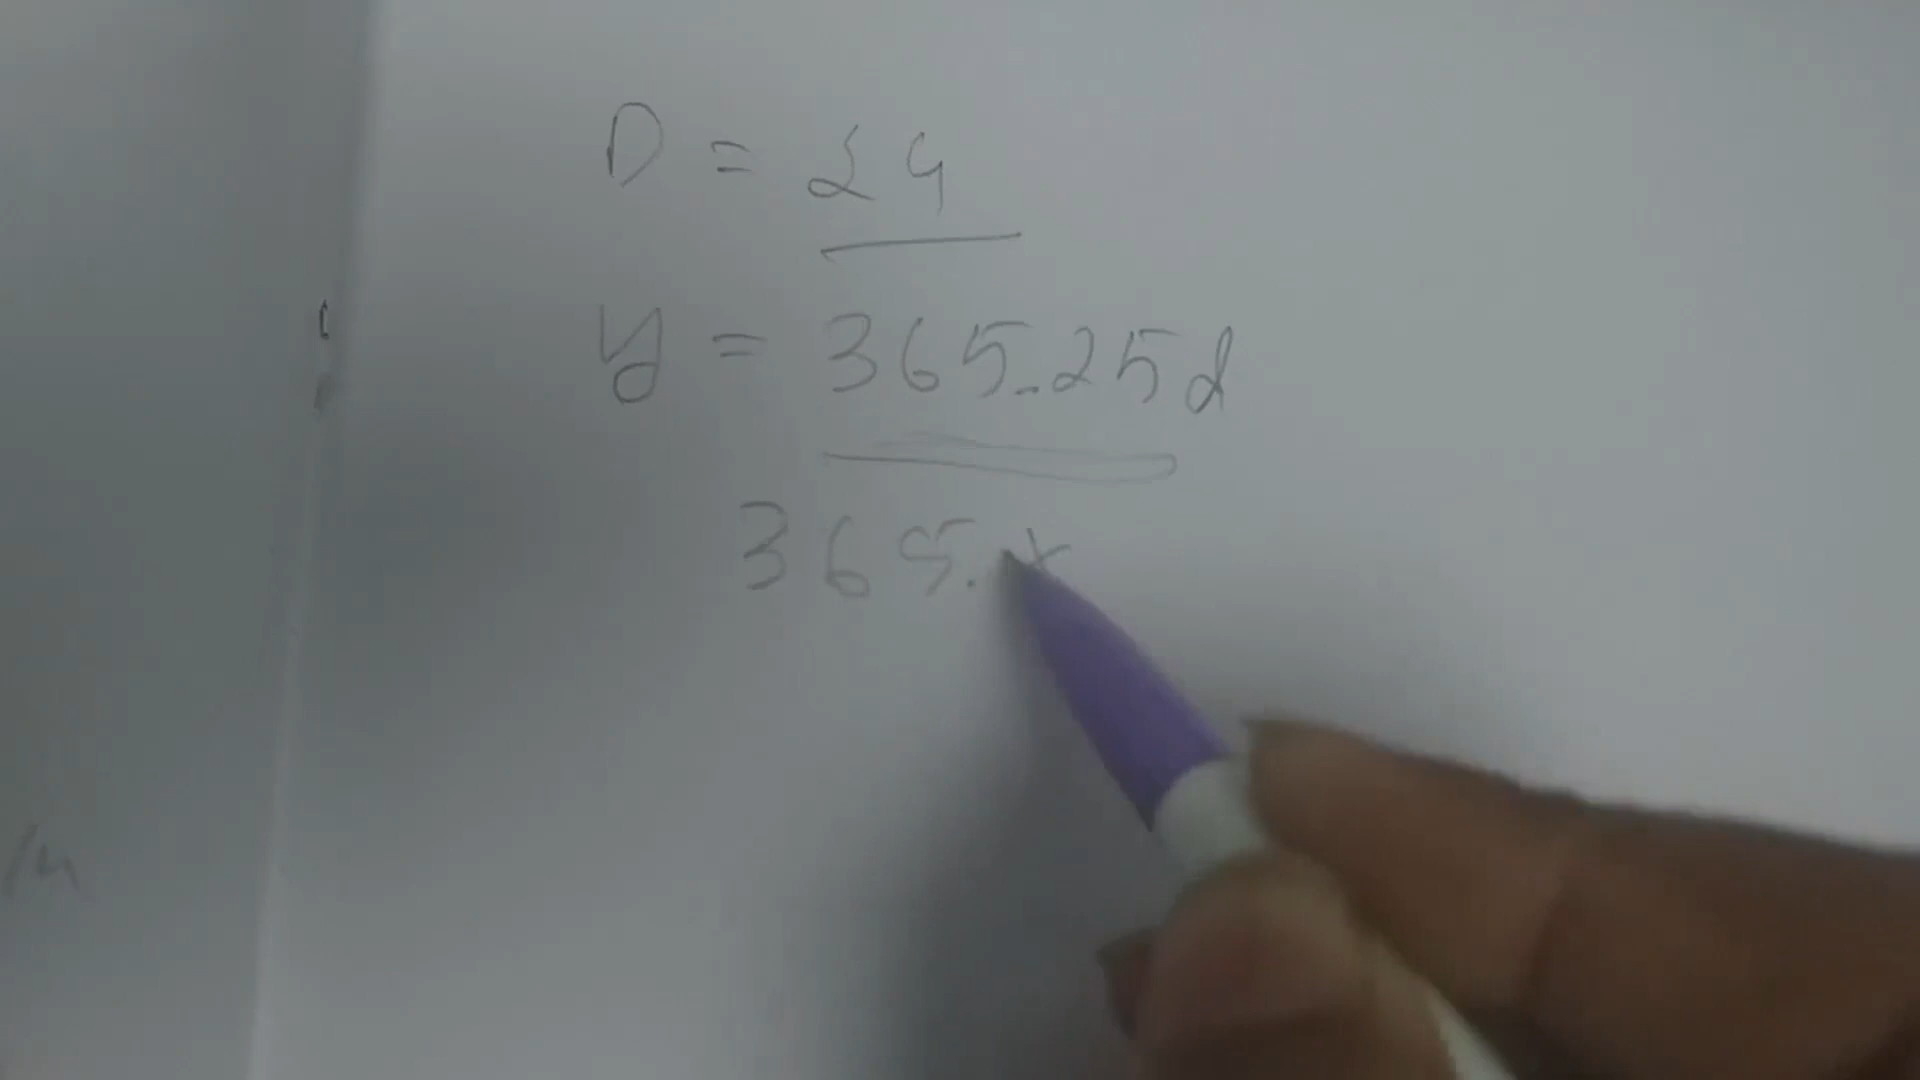 D = 24
y = 365.25d
365.x